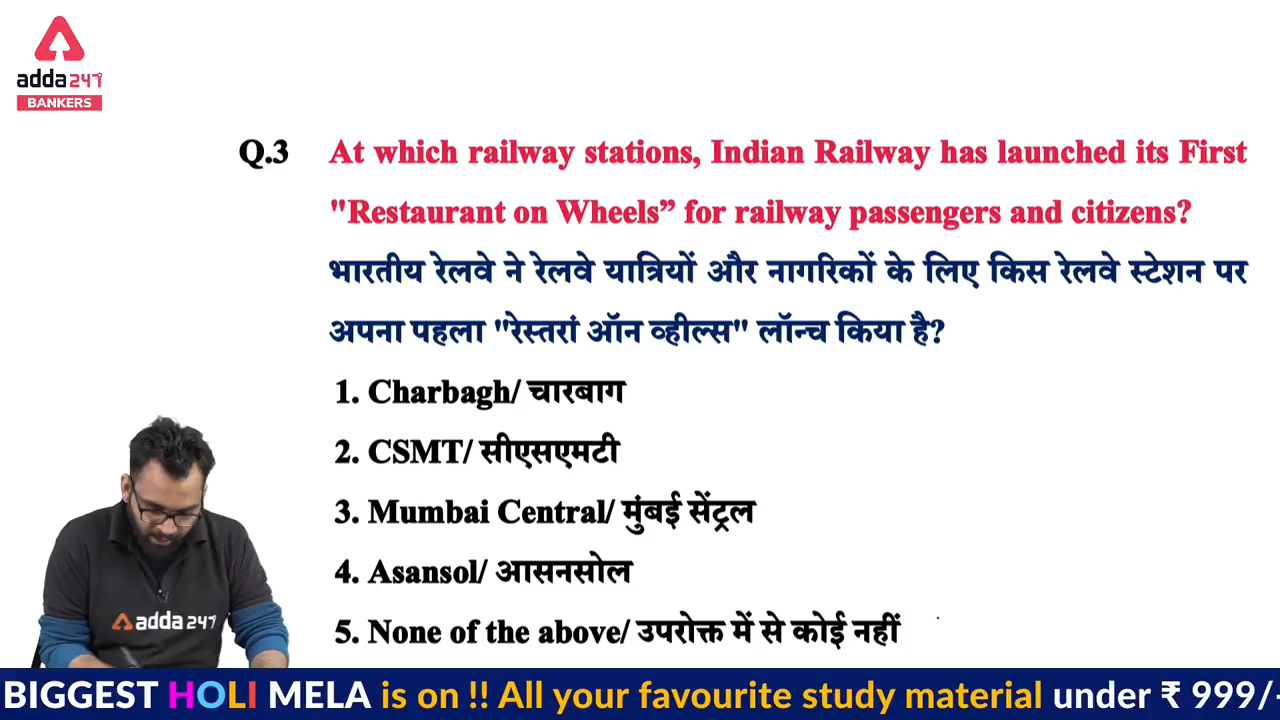 adda247
BANKERS
Q.3 At which railway stations, Indian Railway has launched its First
"Restaurant on Wheels” for railway passengers and citizens?
भारतीय रेलवे ने रेलवे यात्रियों और नागरिकों के लिए किस रेलवे स्टेशन पर
अपना पहला "रेस्तरां ऑन व्हील्स" लॉन्च किया है?
1. Charbagh/ चारबाग
2. CSMT/ सीएसएमटी
3. Mumbai Central/ मुंबई सेंट्रल
4. Asansol/ आसनसोल
5. None of the above/ उपरोक्त में से कोई नहीं
adda247
BIGGEST HOLI MELA is on !! All your favourite study material under ₹ 999/-